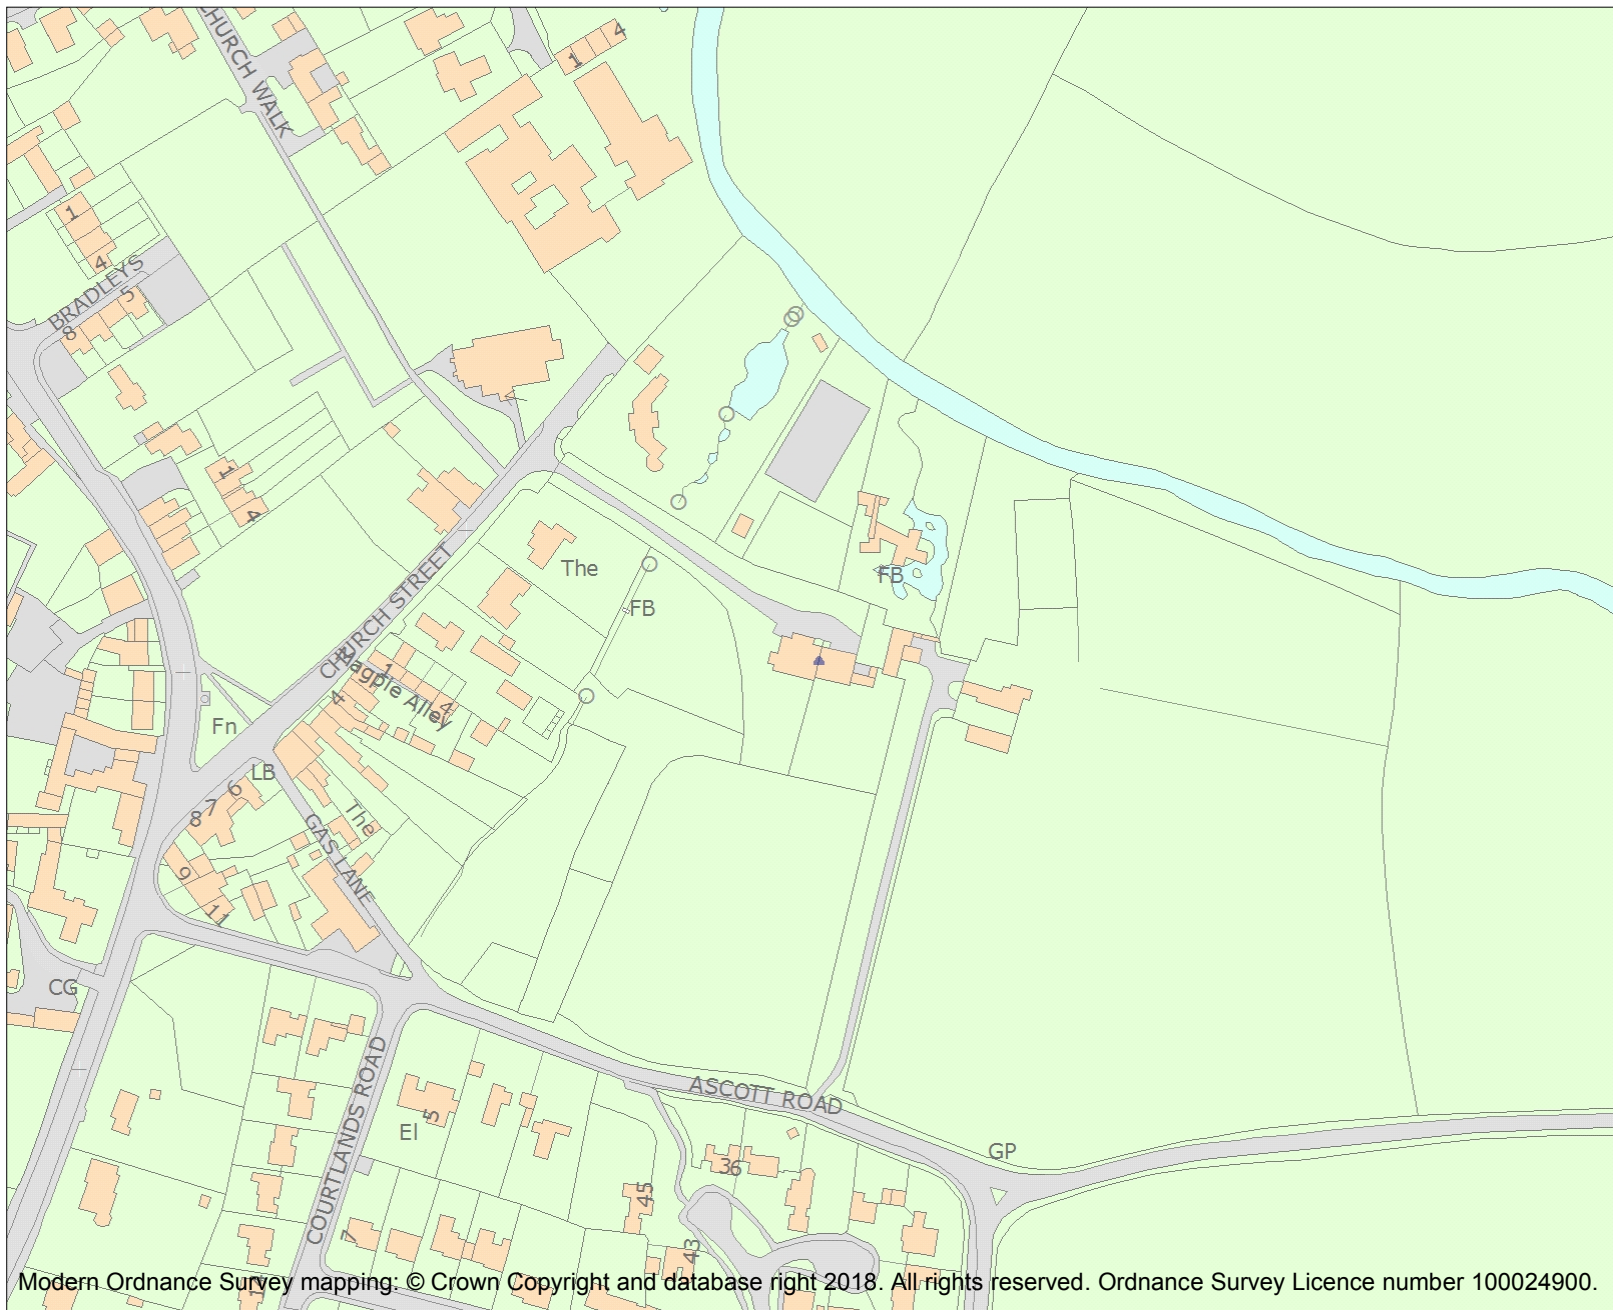 CHURCH WALK
1
4
1
4
BRADLEYS
5
8
1
4
The
FB
FB
CHURCH STREET
Magpie Alley
1
4
4
Fn
LB
6
7
8
The
GAS LANE
9
11
CG
COURTLANDS ROAD
ASCOTT ROAD
5
El
GP
36
45
7
43
12
Modern Ordnance Survey mapping: © Crown Copyright and database right 2018. All rights reserved. Ordnance Survey Licence number 100024900.